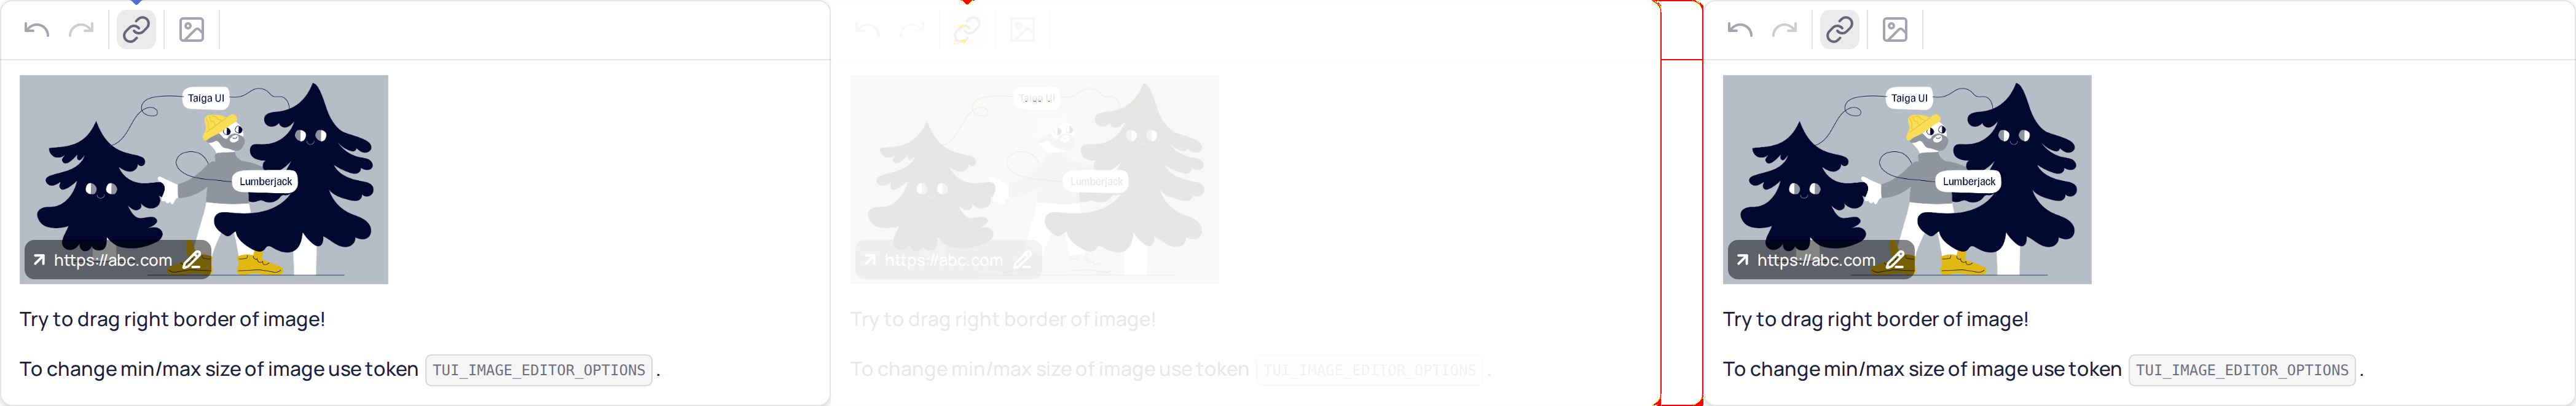 Taiga UI
Lumberjack
https://abc.com
Try to drag right border of image!
To change min/max size of image use token TUI_IMAGE_EDITOR_OPTIONS .
Taiga UI
Lumberjack
https://abc.com
Try to drag right border of image!
To change min/max size of image use token TUI_IMAGE_EDITOR_OPTIONS .
Taiga UI
Lumberjack
https://abc.com
Try to drag right border of image!
To change min/max size of image use token TUI_IMAGE_EDITOR_OPTIONS .